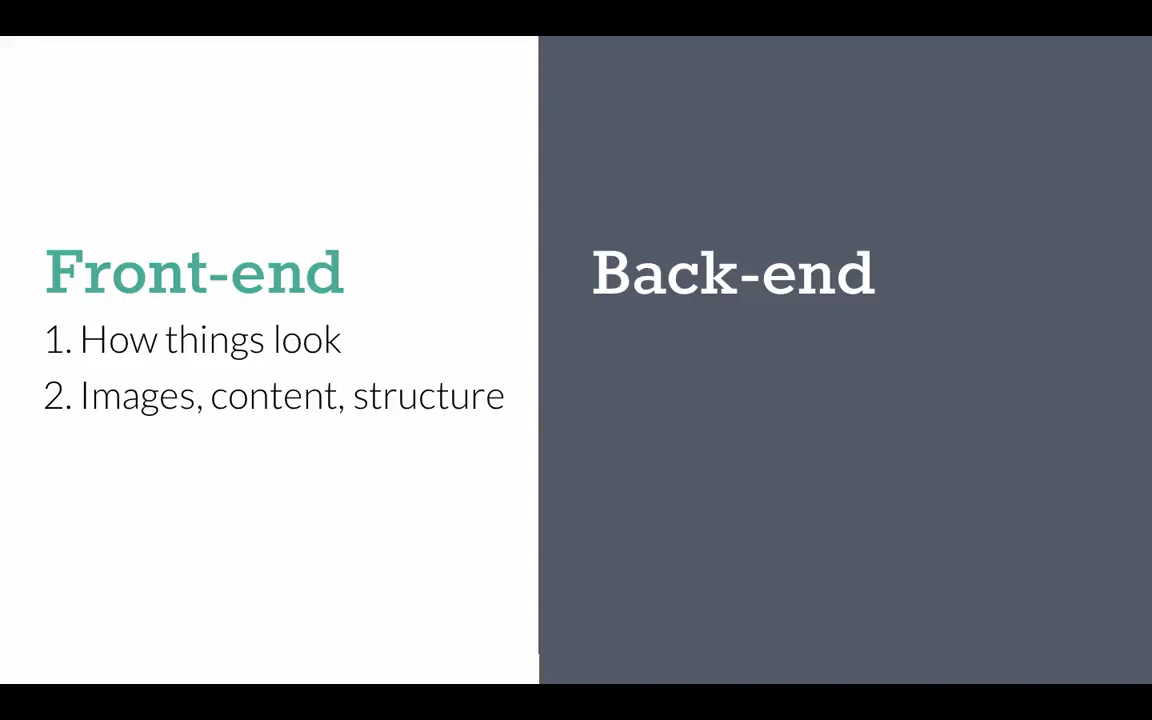 Front-end
1. How things look
2. Images, content, structure
Back-end